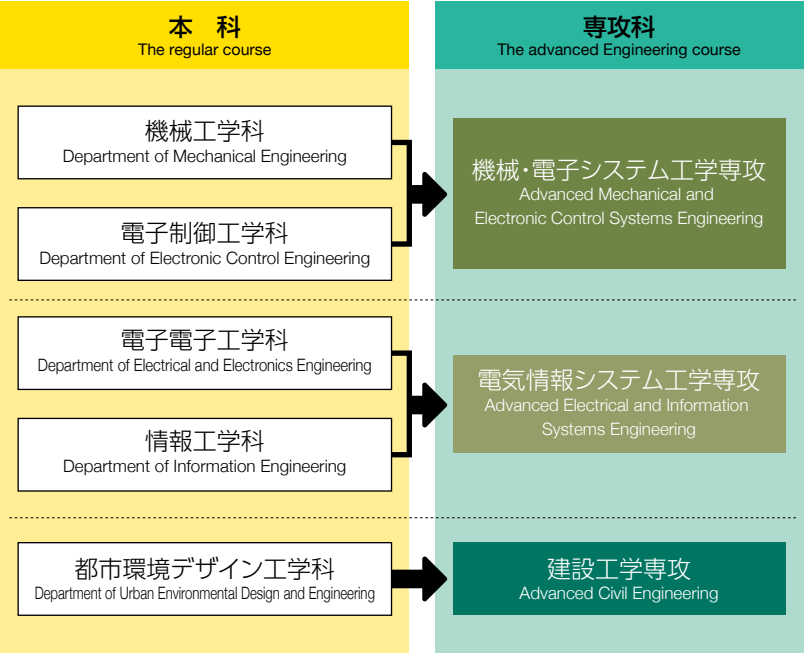 本 科
The regular course
専攻科
The advanced Engineering course
機械工学科
Department of Mechanical Engineering
電子制御工学科
Department of Electronic Control Engineering
機械・電子システム工学専攻
Advanced Mechanical and
Electronic Control Systems Engineering
電子電子工学科
Department of Electrical and Electronics Engineering
情報工学科
Department of Information Engineering
電気情報システム工学専攻
Advanced Electrical and Information
Systems Engineering
都市環境デザイン工学科
Department of Urban Environmental Design and Engineering
建設工学専攻
Advanced Civil Engineering